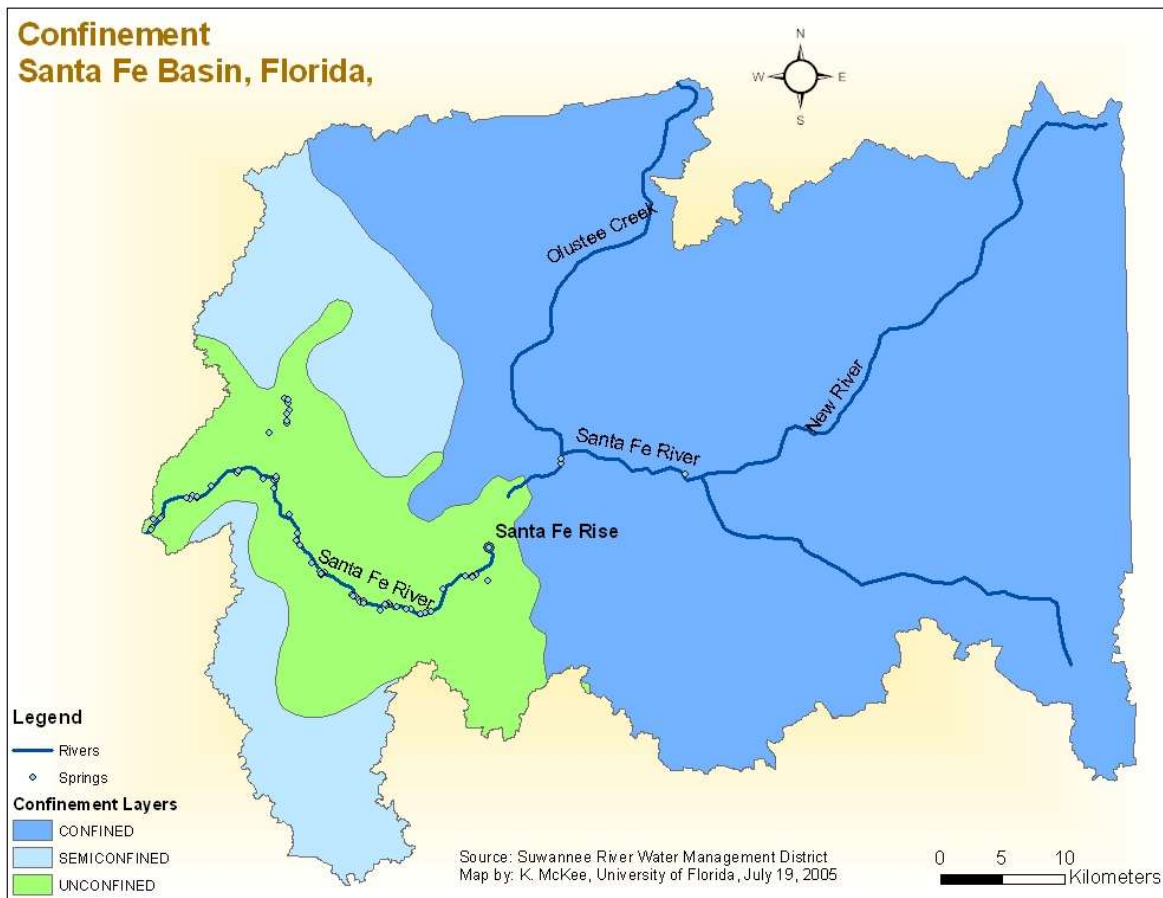 Confinement
Santa Fe Basin, Florida,
N
W
E
S
Olustee Creek
New River
Santa Fe River
Santa Fe Rise
Santa Fe River
Legend
Rivers
Springs
Confinement Layers
CONFINED
SEMICONFINED
UNCONFINED
Source: Suwannee River Water Management District
Map by: K. McKee, University of Florida, July 19, 2005
0 5 10
Kilometers